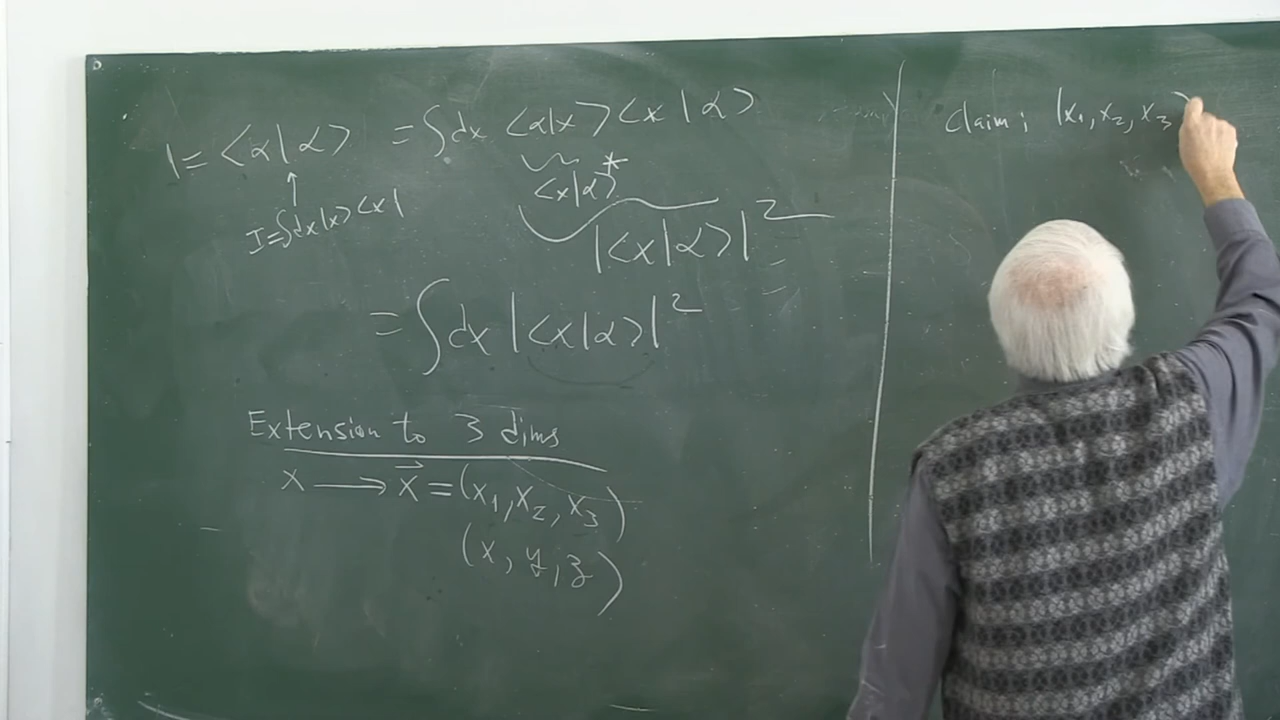 1 = <α|α> = ∫dx <α|x><x|α>
<x|α>*
I=∫dx|x><x|
|<x|α>|²
= ∫dx |<x|α>|²
Extension to 3 dims
x ⟶ x⃗ = (x₁, x₂, x₃)
(x, y, z)
Claim: |x₁, x₂, x₃>